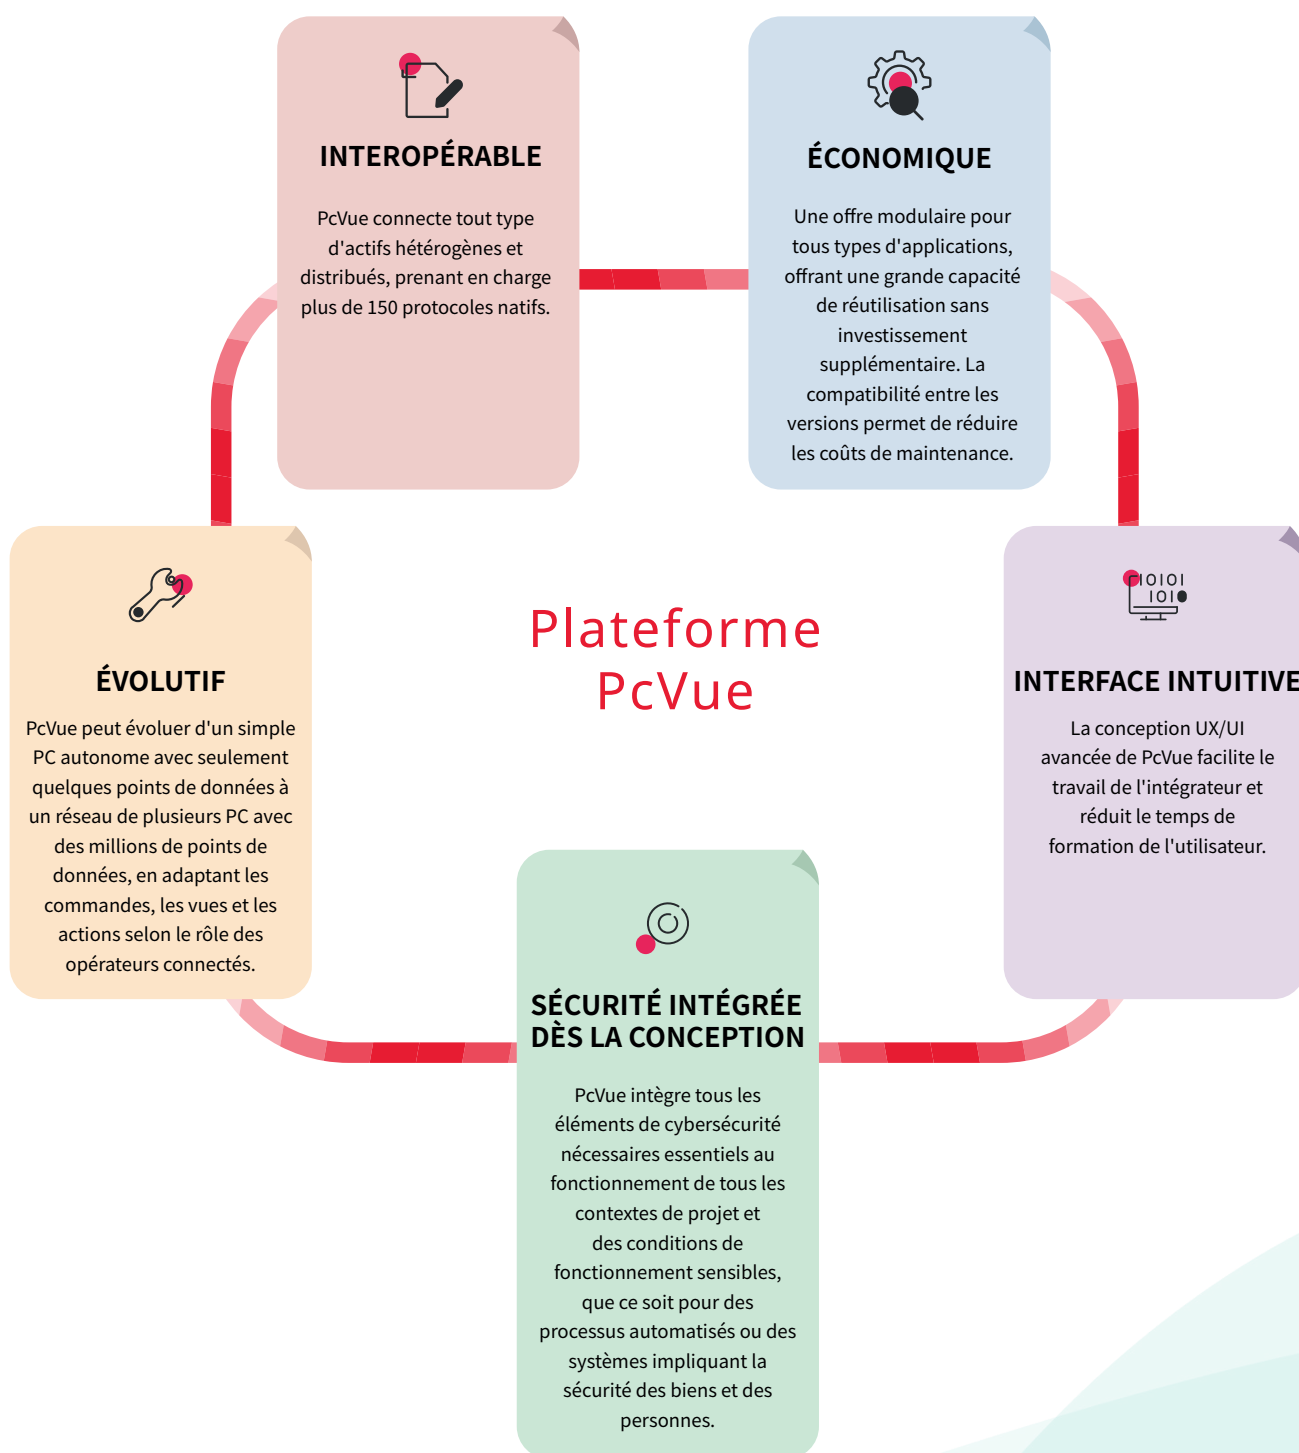 INTEROPÉRABLE
PcVue connecte tout type
d'actifs hétérogènes et
distribués, prenant en charge
plus de 150 protocoles natifs.
ÉCONOMIQUE
Une offre modulaire pour
tous types d'applications,
offrant une grande capacité
de réutilisation sans
investissement
supplémentaire. La
compatibilité entre les
versions permet de réduire
les coûts de maintenance.
Plateforme
PcVue
ÉVOLUTIF
PcVue peut évoluer d'un simple
PC autonome avec seulement
quelques points de données à
un réseau de plusieurs PC avec
des millions de points de
données, en adaptant les
commandes, les vues et les
actions selon le rôle des
opérateurs connectés.
IOIOI
IOI
INTERFACE INTUITIVE
La conception UX/UI
avancée de PcVue facilite le
travail de l'intégrateur et
réduit le temps de
formation de l'utilisateur.
SÉCURITÉ INTÉGRÉE
DÈS LA CONCEPTION
PcVue intègre tous les
éléments de cybersécurité
nécessaires essentiels au
fonctionnement de tous les
contextes de projet et
des conditions de
fonctionnement sensibles,
que ce soit pour des
processus automatisés ou des
systèmes impliquant la
sécurité des biens et des
personnes.